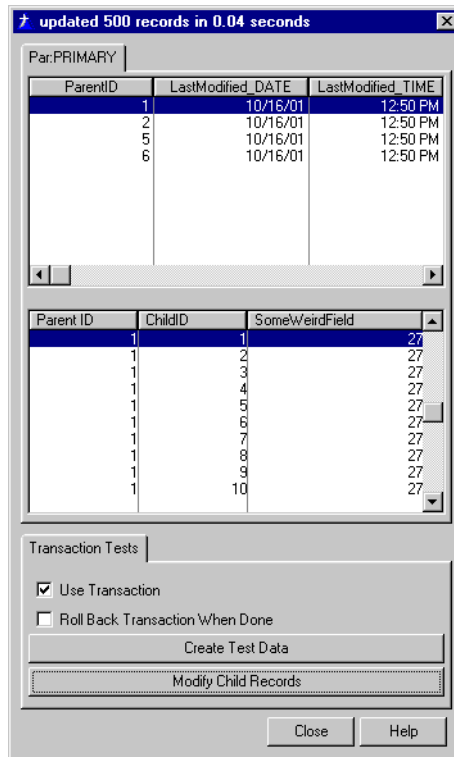 updated 500 records in 0.04 seconds
Par:PRIMARY
ParentID LastModified_DATE LastModified_TIME
1 10/16/01 12:50 PM
2 10/16/01 12:50 PM
5 10/16/01 12:50 PM
6 10/16/01 12:50 PM
Parent ID ChildID SomeWeirdField
1 1 27
1 2 27
1 3 27
1 4 27
1 5 27
1 6 27
1 7 27
1 8 27
1 9 27
1 10 27
Transaction Tests
Use Transaction
Roll Back Transaction When Done
Create Test Data
Modify Child Records
Close Help